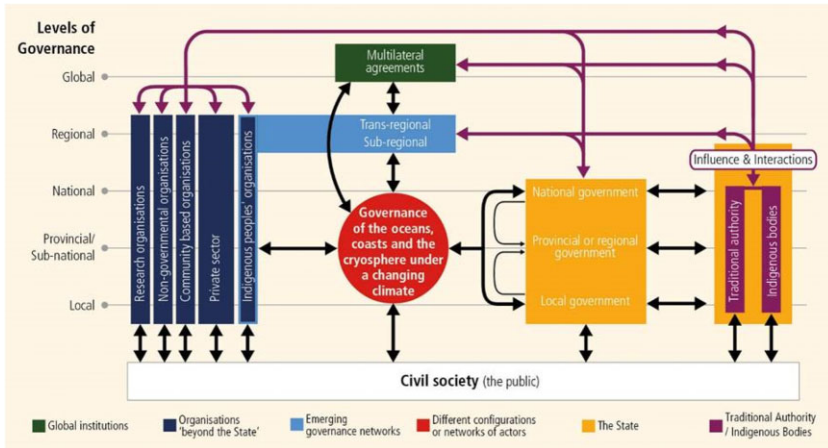 Levels of
Governance
Global
Regional
National
Provincial/
Sub-national
Local
Multilateral
agreements
Trans-regional
Sub-regional
Research organisations
Non-governmental organisations
Community based organisations
Private sector
Indigenous peoples' organisations
Governance
of the oceans,
coasts and the
cryosphere under
a changing
climate
National government
Provincial or regional
government
Local government
Influence & Interactions
Traditional authority
Indigenous bodies
Civil society (the public)
Global institutions
Organisations
'beyond the State'
Emerging
governance networks
Different configurations
or networks of actors
The State
Traditional Authority
/ Indigenous Bodies